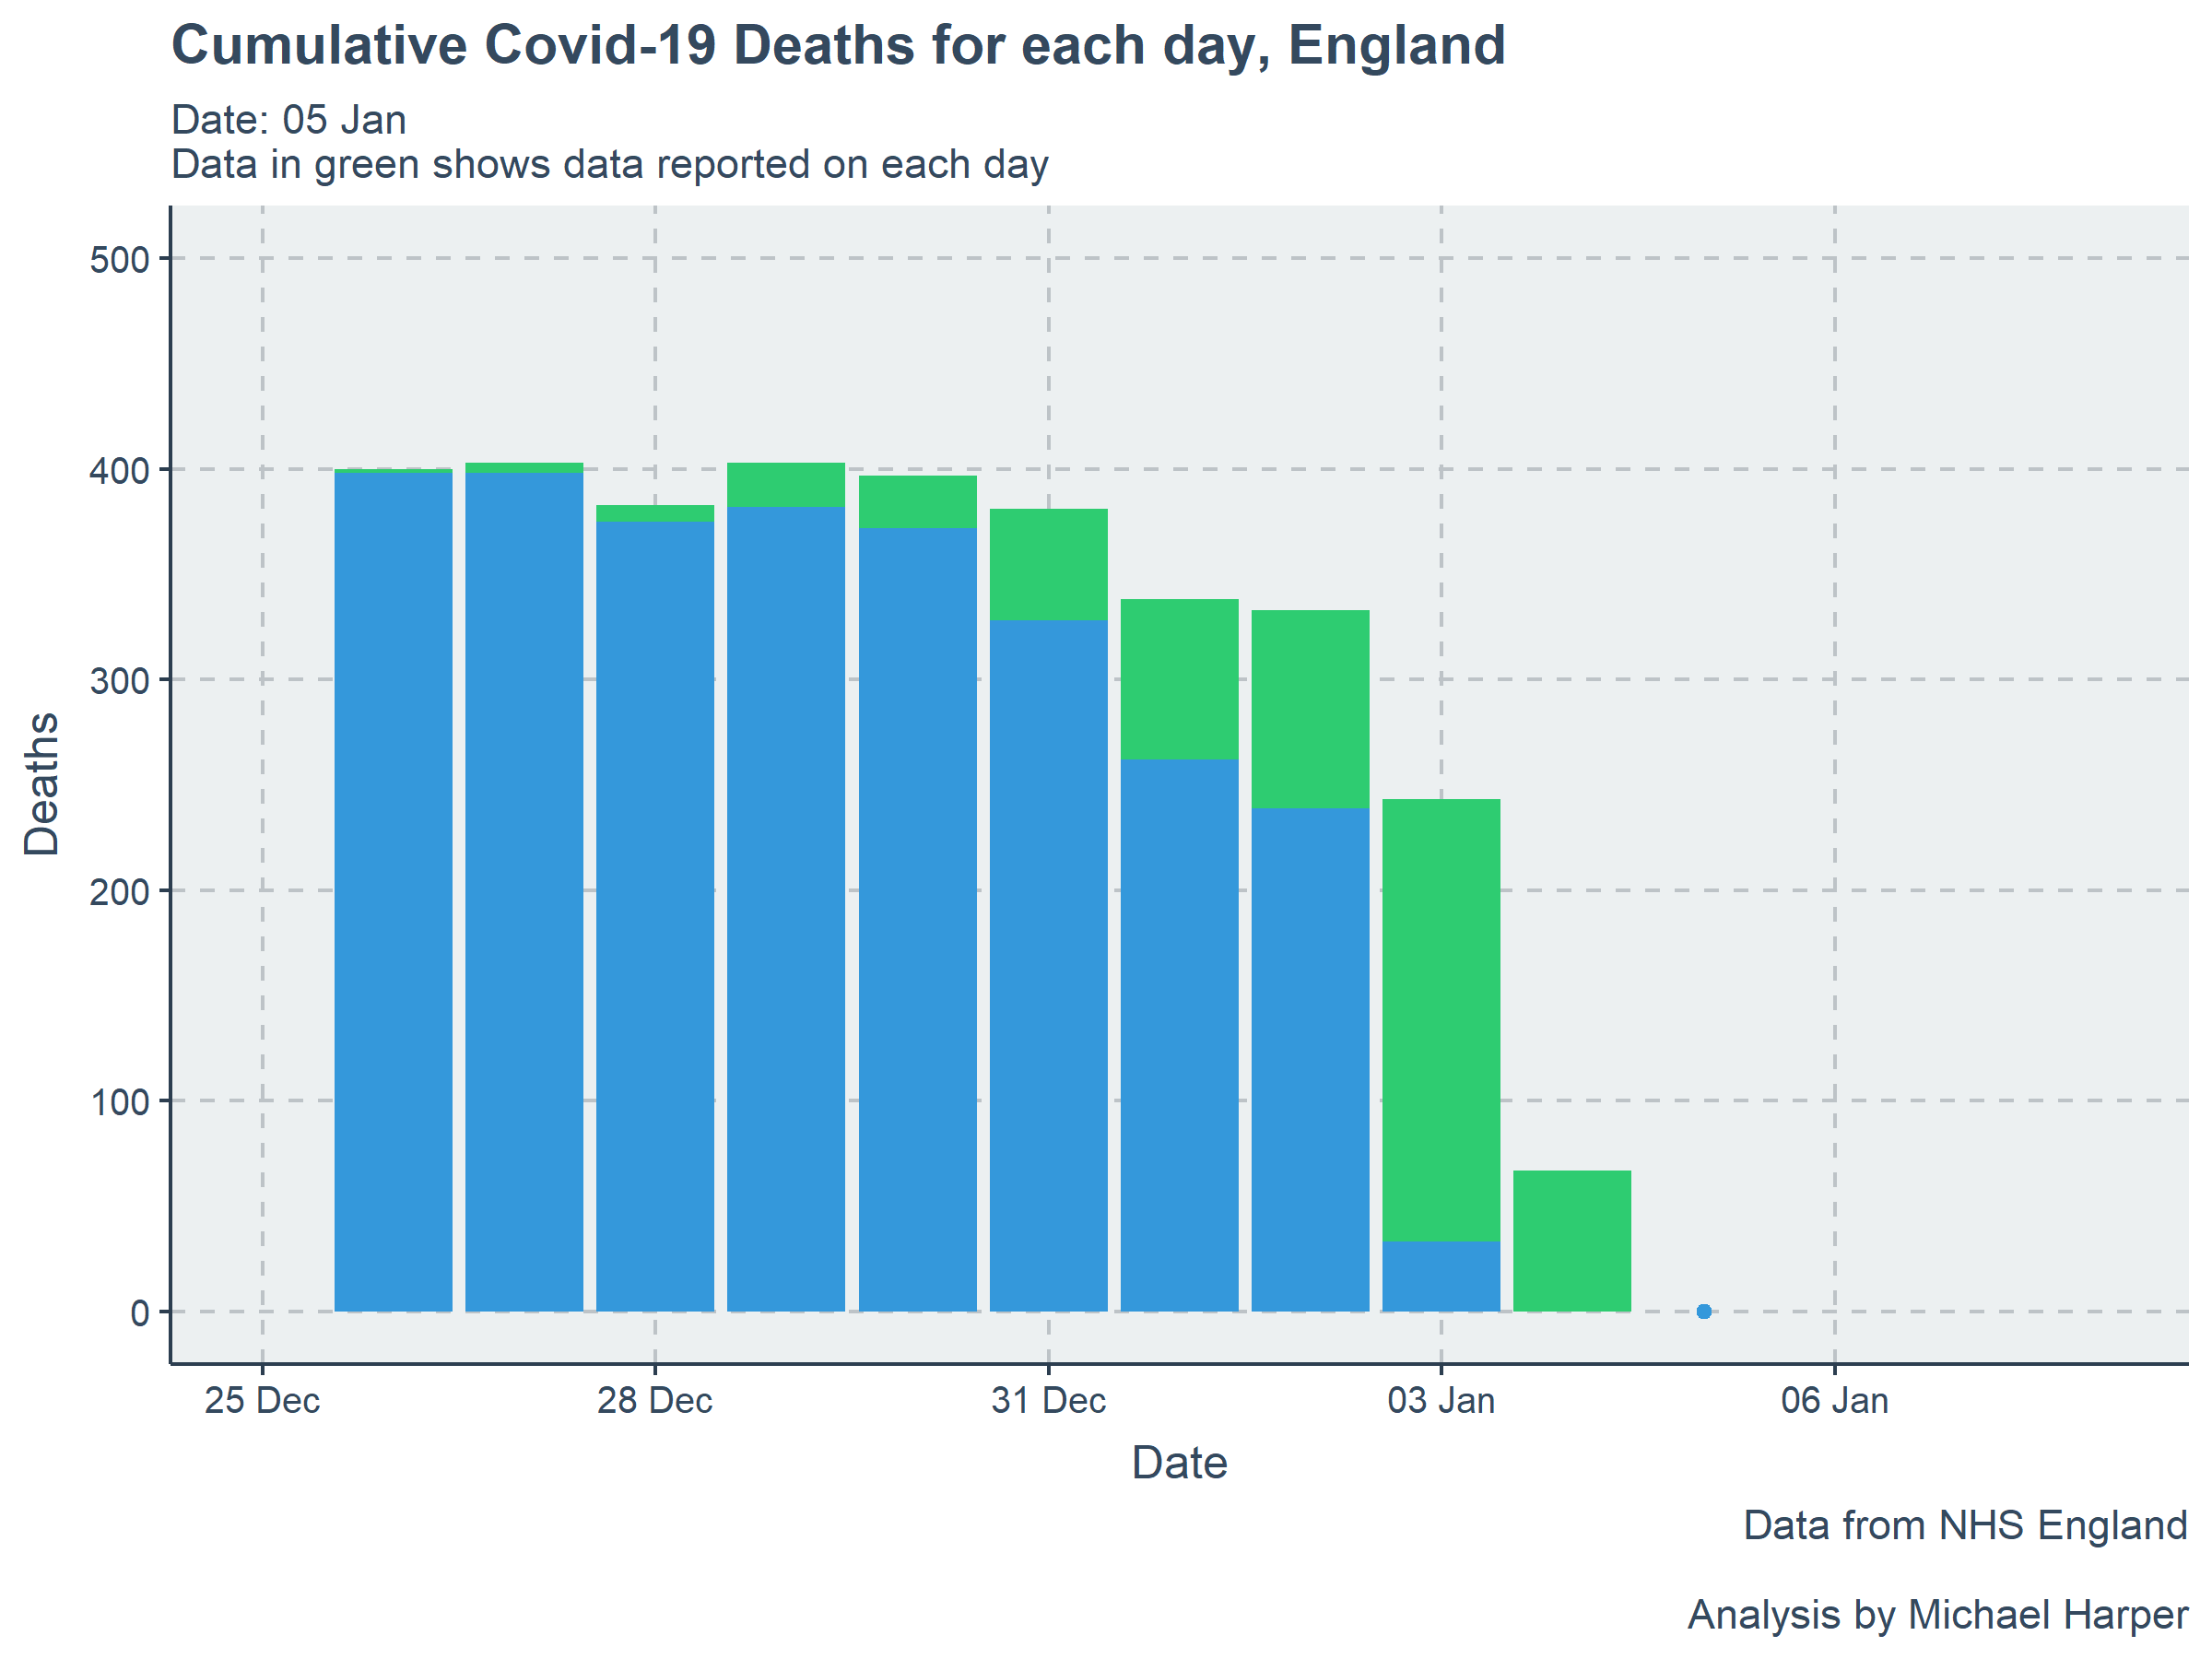 Cumulative Covid-19 Deaths for each day, England
Date: 05 Jan
Data in green shows data reported on each day
500
400
300
200
100
0
Deaths
25 Dec
28 Dec
31 Dec
03 Jan
06 Jan
Date
Data from NHS England
Analysis by Michael Harper